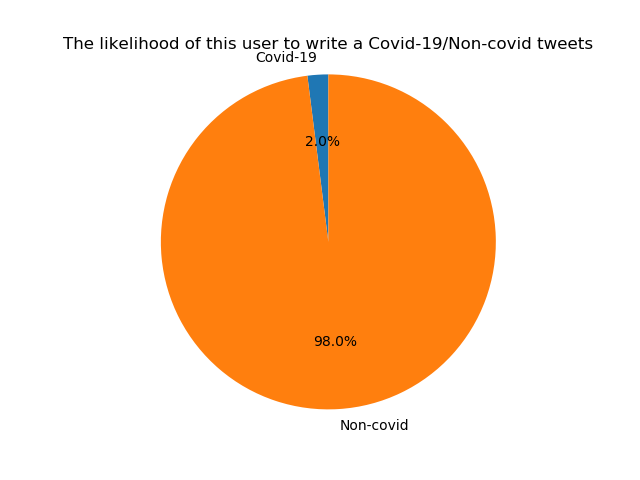 The likelihood of this user to write a Covid-19/Non-covid tweets
Covid-19
2.0%
98.0%
Non-covid